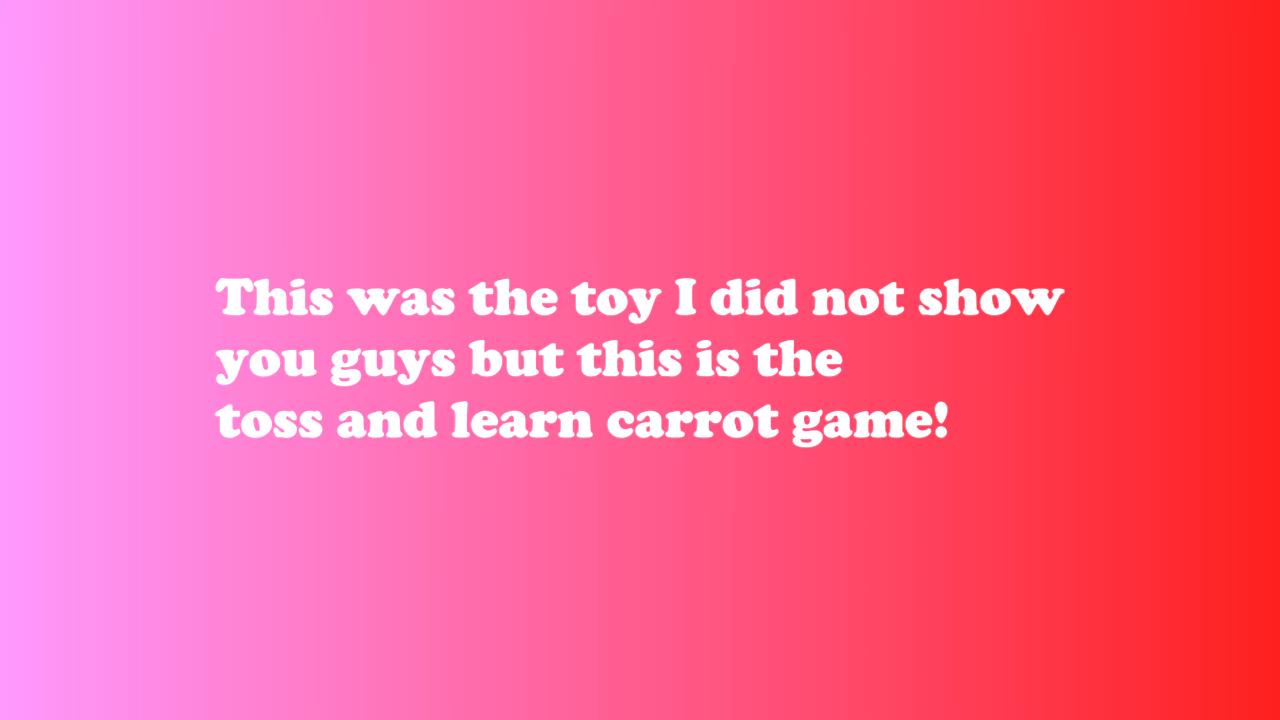 This was the toy I did not show
you guys but this is the
toss and learn carrot game!